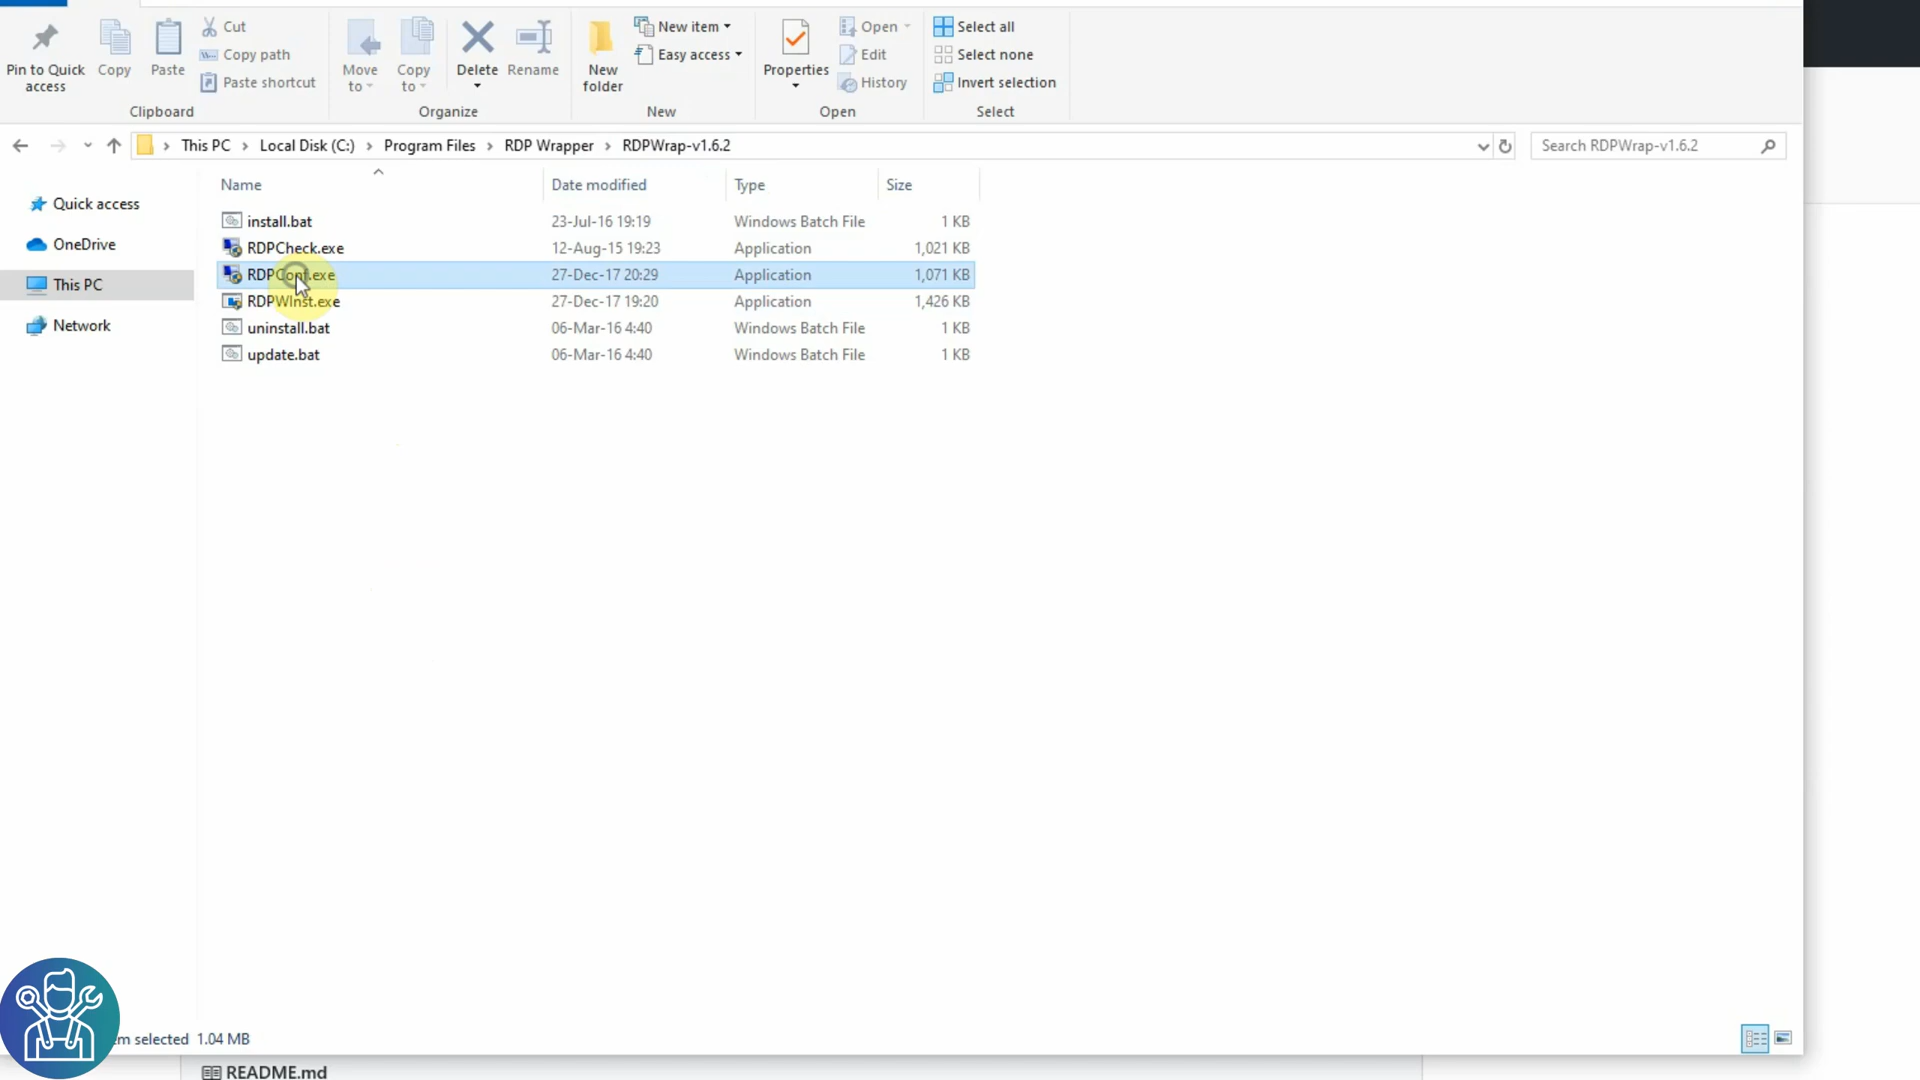 Pin to Quick access
Copy
Paste
Cut
Copy path
Paste shortcut
Clipboard
Move to
Copy to
Delete
Rename
Organize
New folder
New item
Easy access
New
Properties
Open
Edit
History
Open
Select all
Select none
Invert selection
Select
This PC > Local Disk (C:) > Program Files > RDP Wrapper > RDPWrap-v1.6.2
Search RDPWrap-v1.6.2
Quick access
OneDrive
This PC
Network
Name Date modified Type Size
install.bat 23-Jul-16 19:19 Windows Batch File 1 KB
RDPCheck.exe 12-Aug-15 19:23 Application 1,021 KB
RDPConf.exe 27-Dec-17 20:29 Application 1,071 KB
RDPWInst.exe 27-Dec-17 19:20 Application 1,426 KB
uninstall.bat 06-Mar-16 4:40 Windows Batch File 1 KB
update.bat 06-Mar-16 4:40 Windows Batch File 1 KB
selected 1.04 MB
README.md